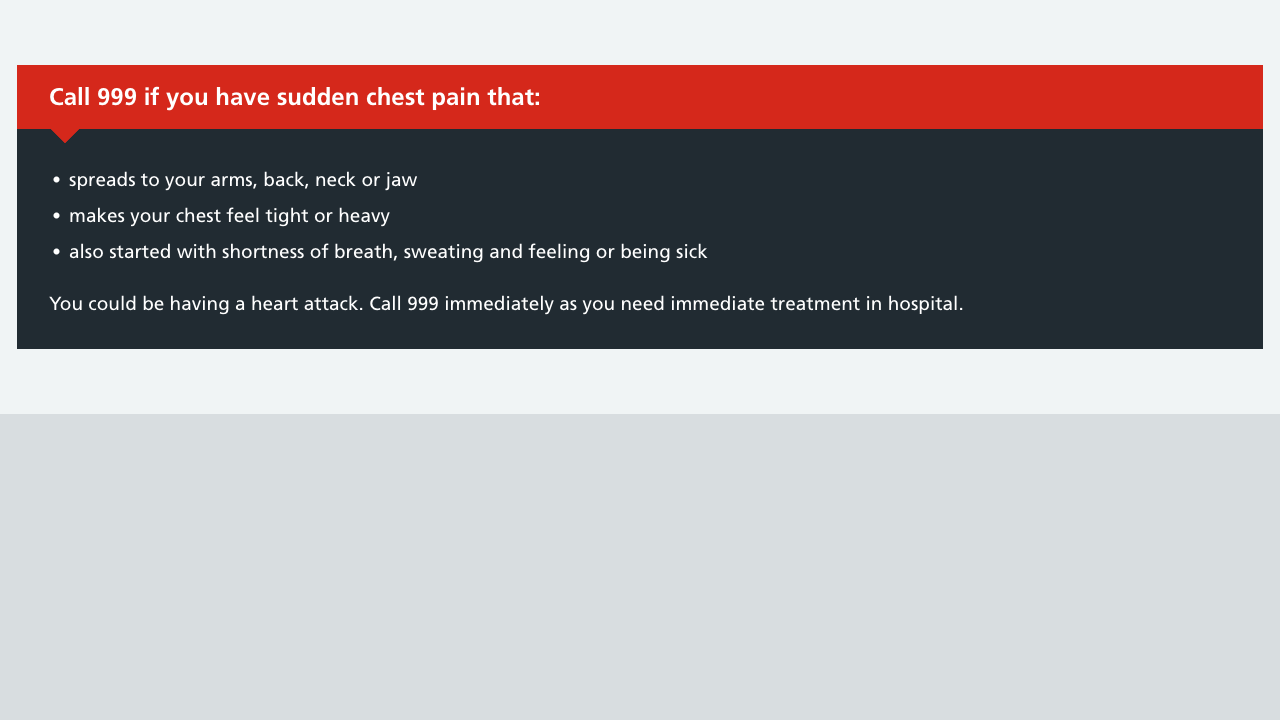 Call 999 if you have sudden chest pain that:
• spreads to your arms, back, neck or jaw
• makes your chest feel tight or heavy
• also started with shortness of breath, sweating and feeling or being sick
You could be having a heart attack. Call 999 immediately as you need immediate treatment in hospital.